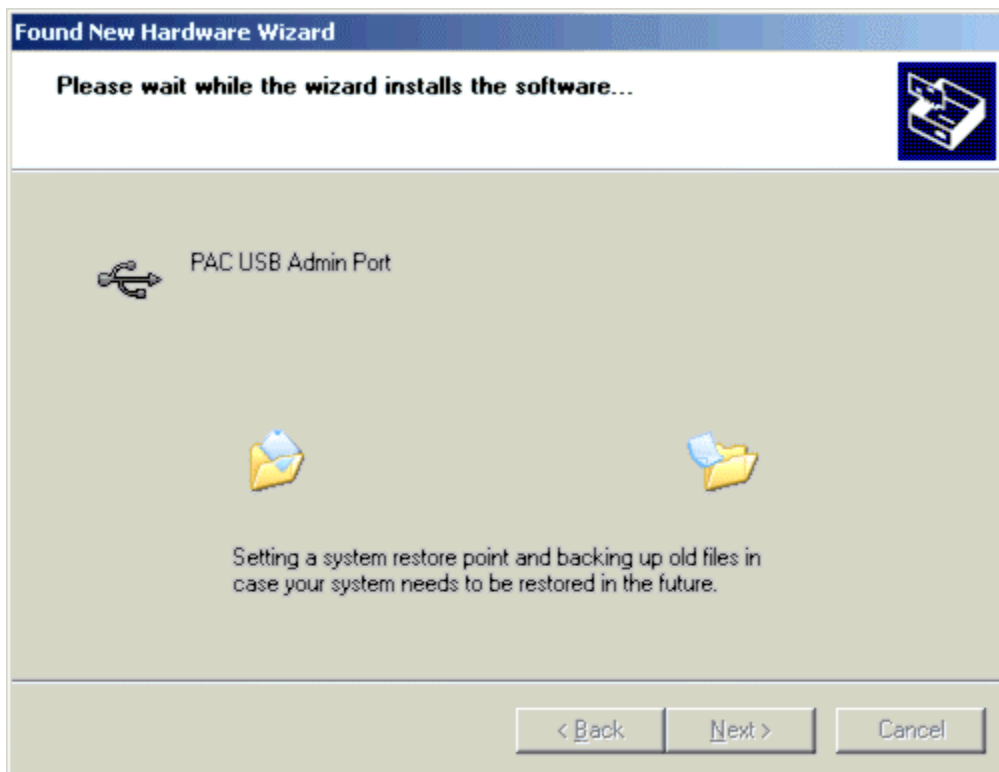 Found New Hardware Wizard
Please wait while the wizard installs the software...
PAC USB Admin Port
Setting a system restore point and backing up old files in
case your system needs to be restored in the future.
< Back
Next >
Cancel